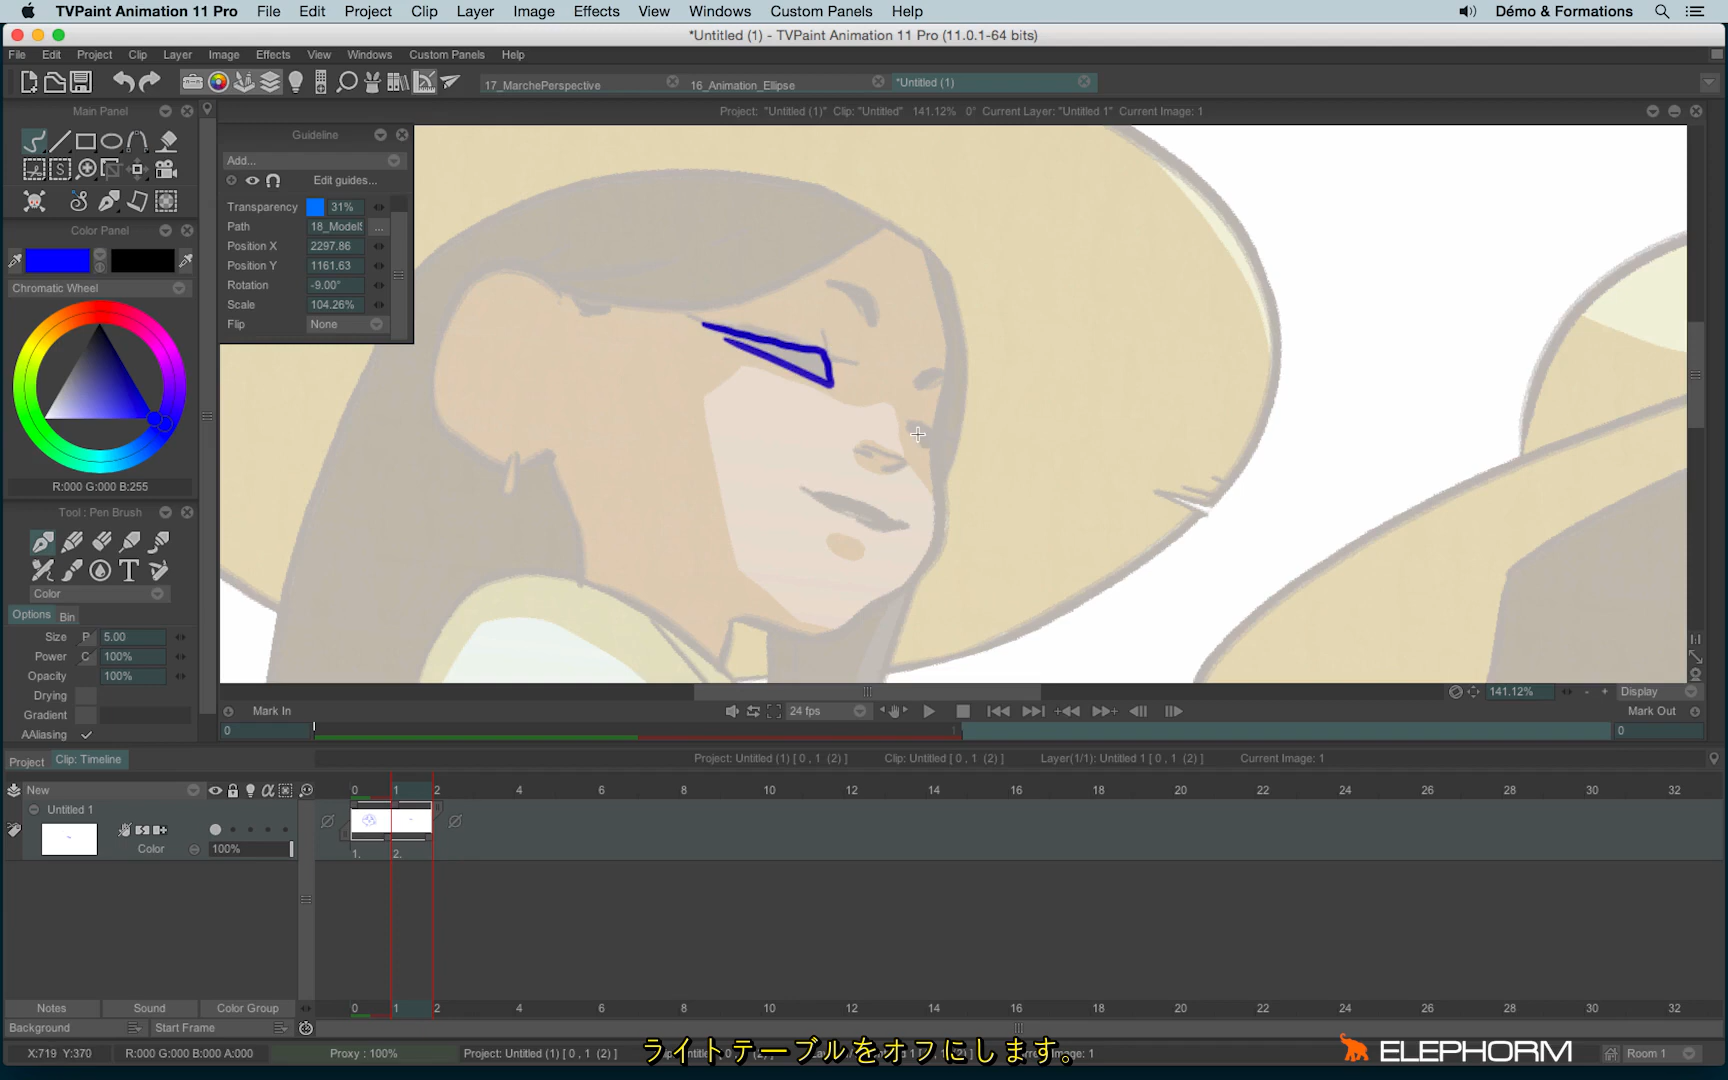 TVPaint Animation 11 Pro File Edit Project Clip Layer Image Effects View Windows Custom Panels Help Démo & Formations
*Untitled (1) - TVPaint Animation 11 Pro (11.0.1-64 bits)
File Edit Project Clip Layer Image Effects View Windows Custom Panels Help
17_MarchePerspective 16_Animation_Ellipse *Untitled (1)
Main Panel
Project: "Untitled (1)" Clip: "Untitled" 141.12% 0° Current Layer: "Untitled 1" Current Image: 1
Guideline
Add...
Edit guides...
Transparency 31%
Path 18_Model! ...
Position X 2297.86
Position Y 1161.63
Rotation -9.00°
Scale 104.26%
Flip None
Color Panel
Chromatic Wheel
R:000 G:000 B:255
Tool : Pen Brush
Color
Options Bin
Size P 5.00
Power C 100%
Opacity 100%
Drying
Gradient
AAliasing
141.12% - + Display
Mark In 24 fps Mark Out
0 0
Project Clip: Timeline Project: Untitled (1) [ 0 , 1 (2) ] Clip: Untitled [ 0 , 1 (2) ] Layer(1/1): Untitled 1 [ 0 , 1 (2) ] Current Image: 1
New 0 1 2 4 6 8 10 12 14 16 18 20 22 24 26 28 30 32
Untitled 1
Color 100%
1. 2.
Notes Sound Color Group 0 1 2 4 6 8 10 12 14 16 18 20 22 24 26 28 30 32
Background Start Frame
X:719 Y:370 R:000 G:000 B:000 A:000 Proxy : 100% Project: Untitled (1) [ 0 , 1 (2) ]
ライトテーブルをオフにします。
ELEPHORM Room 1